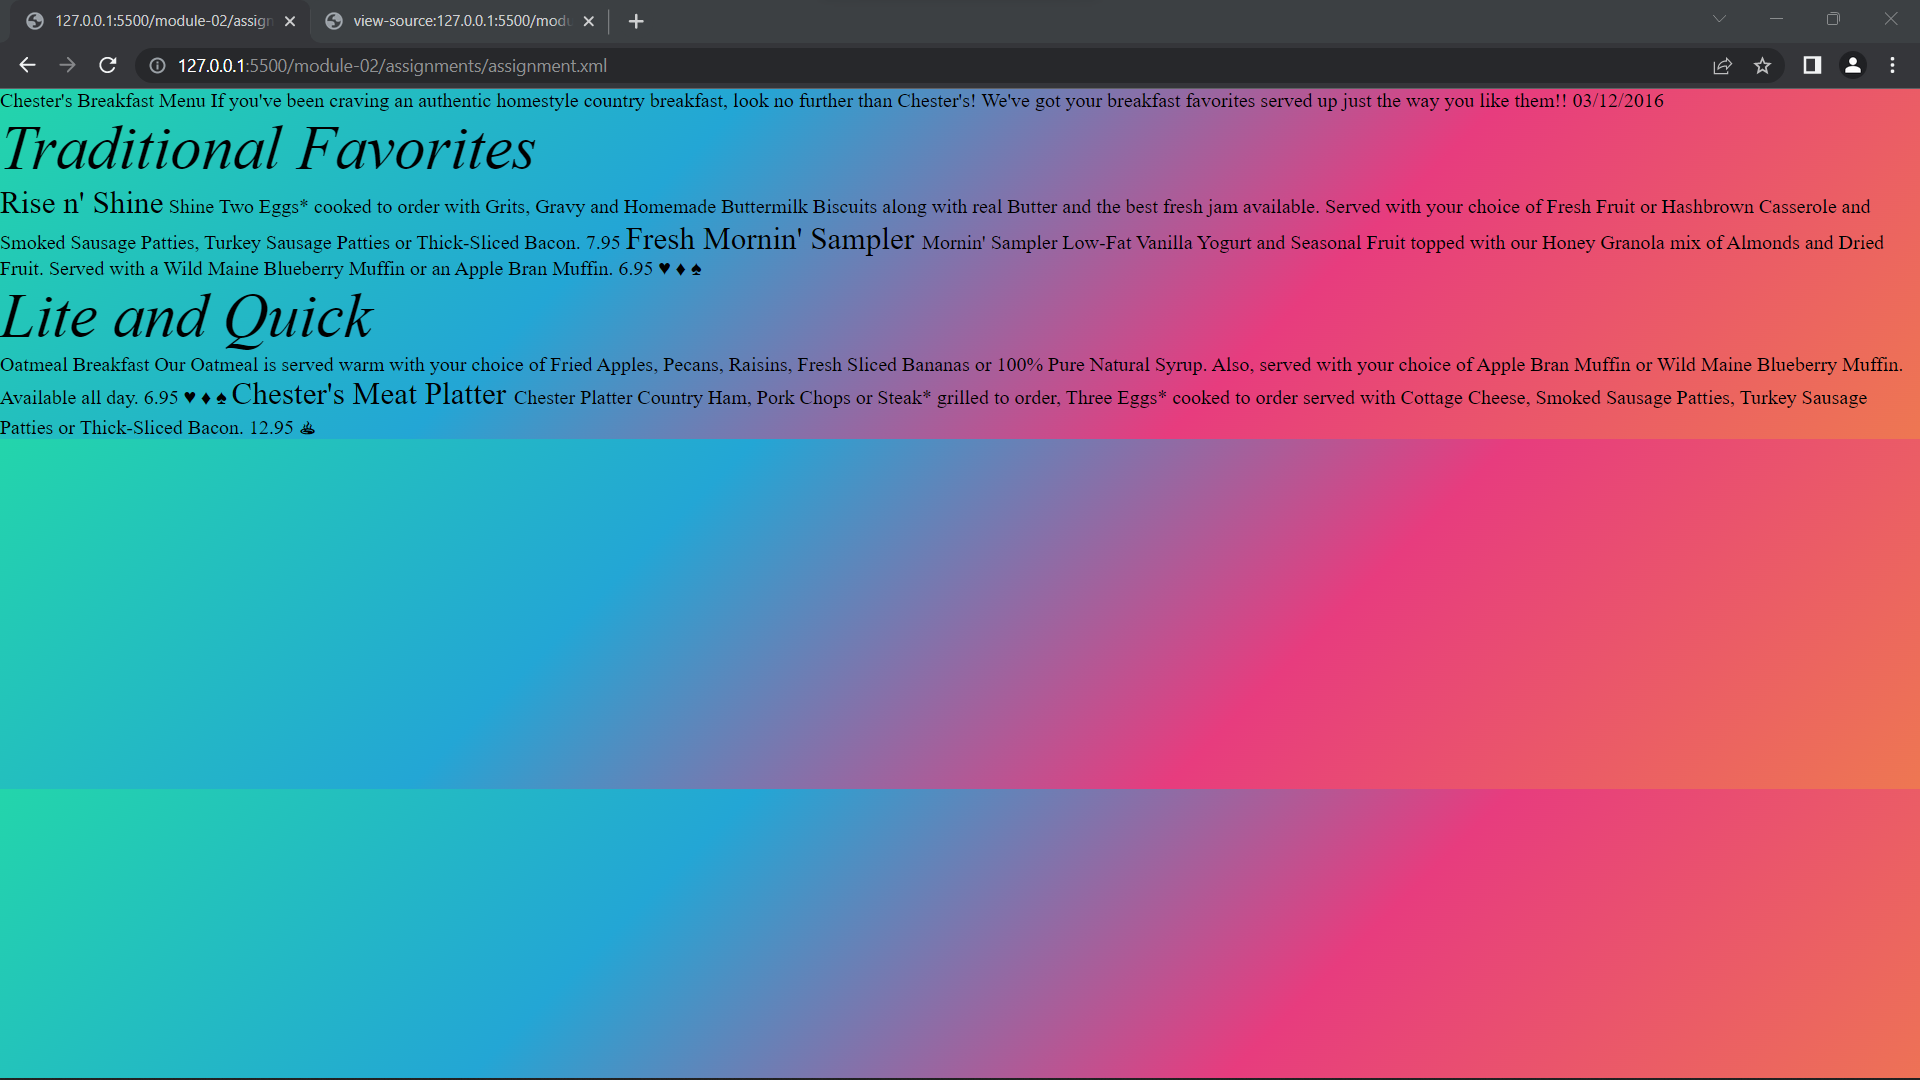 127.0.0.1:5500/module-02/assign
view-source:127.0.0.1:5500/modu
127.0.0.1:5500/module-02/assignments/assignment.xml
Chester's Breakfast Menu If you've been craving an authentic homestyle country breakfast, look no further than Chester's! We've got your breakfast favorites served up just the way you like them!! 03/12/2016
Traditional Favorites
Rise n' Shine Shine Two Eggs* cooked to order with Grits, Gravy and Homemade Buttermilk Biscuits along with real Butter and the best fresh jam available. Served with your choice of Fresh Fruit or Hashbrown Casserole and
Smoked Sausage Patties, Turkey Sausage Patties or Thick-Sliced Bacon. 7.95 Fresh Mornin' Sampler Mornin' Sampler Low-Fat Vanilla Yogurt and Seasonal Fruit topped with our Honey Granola mix of Almonds and Dried
Fruit. Served with a Wild Maine Blueberry Muffin or an Apple Bran Muffin. 6.95 ♥ ♦ ♠
Lite and Quick
Oatmeal Breakfast Our Oatmeal is served warm with your choice of Fried Apples, Pecans, Raisins, Fresh Sliced Bananas or 100% Pure Natural Syrup. Also, served with your choice of Apple Bran Muffin or Wild Maine Blueberry Muffin.
Available all day. 6.95 ♥ ♦ ♠ Chester's Meat Platter Chester Platter Country Ham, Pork Chops or Steak* grilled to order, Three Eggs* cooked to order served with Cottage Cheese, Smoked Sausage Patties, Turkey Sausage
Patties or Thick-Sliced Bacon. 12.95 ♨